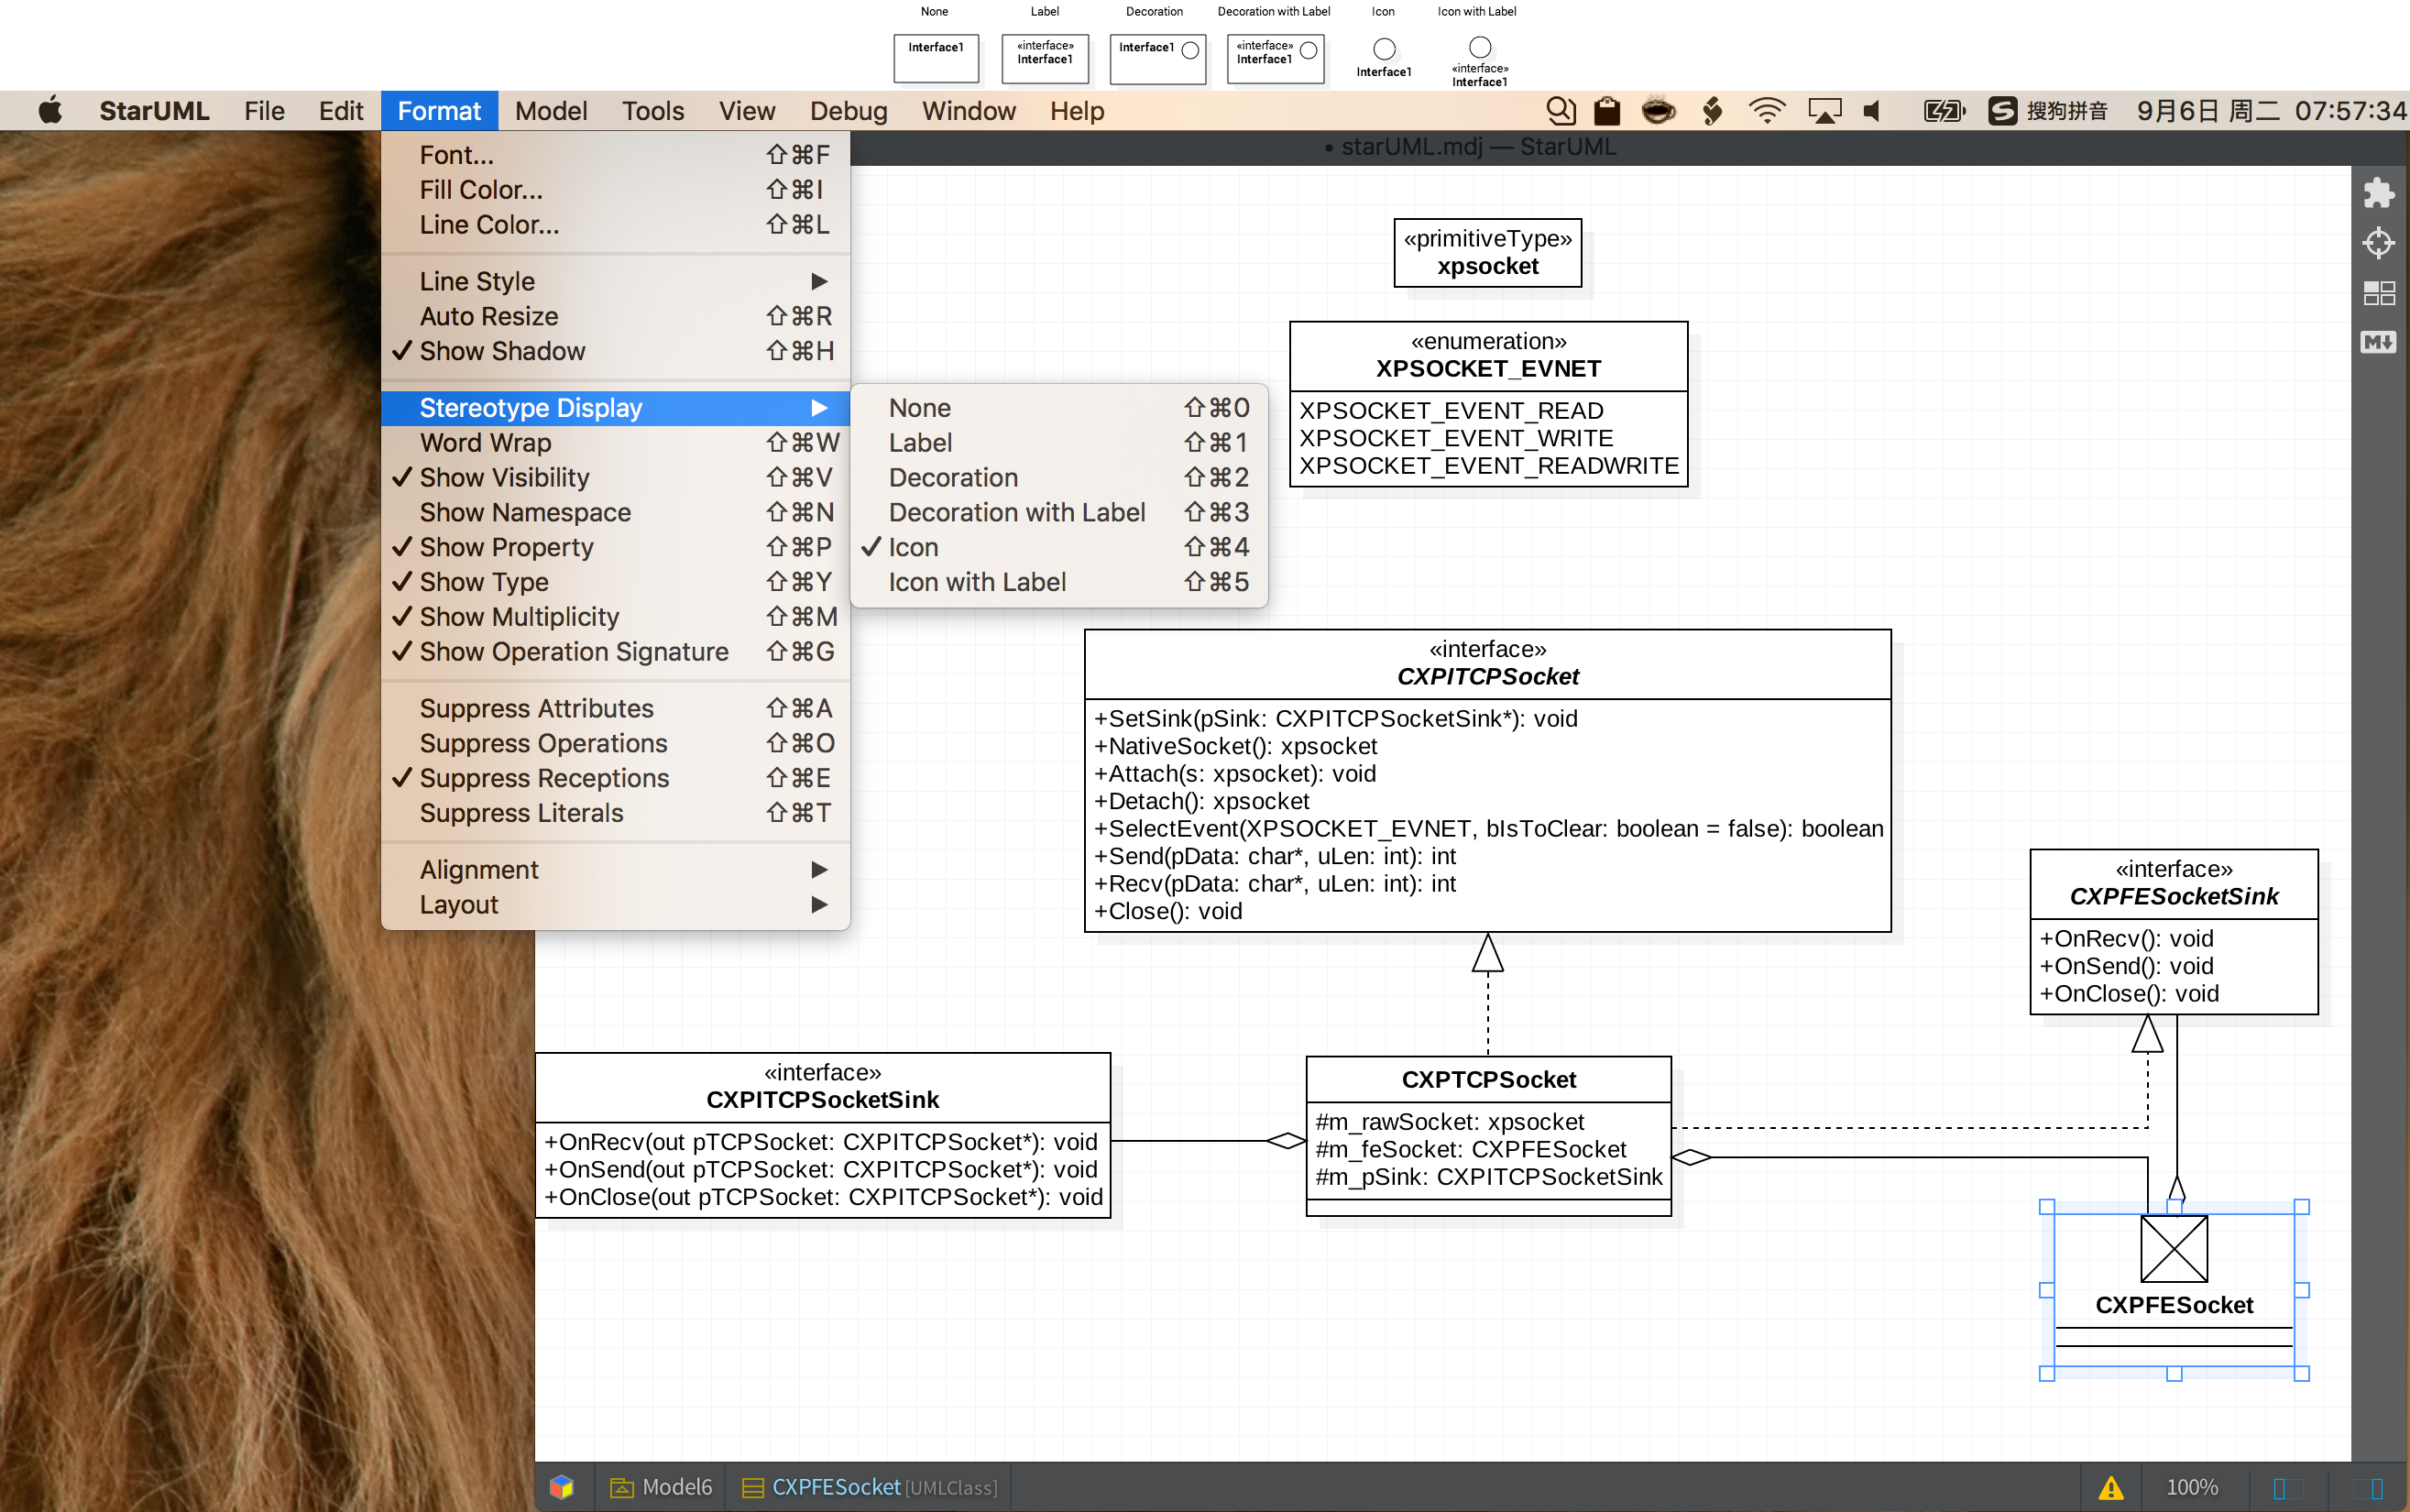 None Label Decoration Decoration with Label Icon Icon with Label
Interface1
«interface»
Interface1
Interface1
«interface»
Interface1
Interface1
«interface»
Interface1
StarUML File Edit Format Model Tools View Debug Window Help
搜狗拼音 9月6日 周二 07:57:34
• starUML.mdj — StarUML
Font... ⇧⌘F
Fill Color... ⇧⌘I
Line Color... ⇧⌘L
Line Style ▶
Auto Resize ⇧⌘R
✓ Show Shadow ⇧⌘H
Stereotype Display ▶
Word Wrap ⇧⌘W
✓ Show Visibility ⇧⌘V
Show Namespace ⇧⌘N
✓ Show Property ⇧⌘P
✓ Show Type ⇧⌘Y
✓ Show Multiplicity ⇧⌘M
✓ Show Operation Signature ⇧⌘G
Suppress Attributes ⇧⌘A
Suppress Operations ⇧⌘O
✓ Suppress Receptions ⇧⌘E
Suppress Literals ⇧⌘T
Alignment ▶
Layout ▶
None ⇧⌘0
Label ⇧⌘1
Decoration ⇧⌘2
Decoration with Label ⇧⌘3
✓ Icon ⇧⌘4
Icon with Label ⇧⌘5
«primitiveType»
xpsocket
«enumeration»
XPSOCKET_EVNET
XPSOCKET_EVENT_READ
XPSOCKET_EVENT_WRITE
XPSOCKET_EVENT_READWRITE
«interface»
CXPITCPSocket
+SetSink(pSink: CXPITCPSocketSink*): void
+NativeSocket(): xpsocket
+Attach(s: xpsocket): void
+Detach(): xpsocket
+SelectEvent(XPSOCKET_EVNET, bIsToClear: boolean = false): boolean
+Send(pData: char*, uLen: int): int
+Recv(pData: char*, uLen: int): int
+Close(): void
«interface»
CXPFESocketSink
+OnRecv(): void
+OnSend(): void
+OnClose(): void
«interface»
CXPITCPSocketSink
+OnRecv(out pTCPSocket: CXPITCPSocket*): void
+OnSend(out pTCPSocket: CXPITCPSocket*): void
+OnClose(out pTCPSocket: CXPITCPSocket*): void
CXPTCPSocket
#m_rawSocket: xpsocket
#m_feSocket: CXPFESocket
#m_pSink: CXPITCPSocketSink
CXPFESocket
Model6 CXPFESocket [UMLClass] 100%
M↓